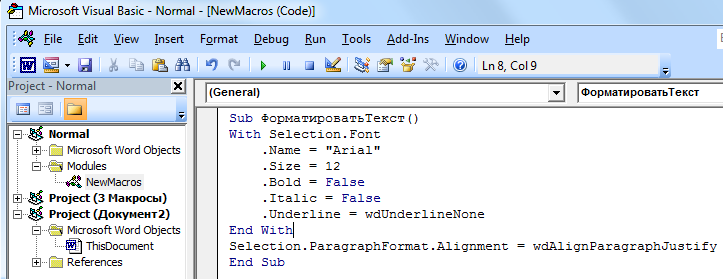 Microsoft Visual Basic - Normal - [NewMacros (Code)]
File Edit View Insert Format Debug Run Tools Add-Ins Window Help
Ln 8, Col 9
Project - Normal
Normal
Microsoft Word Objects
Modules
NewMacros
Project (3 Макросы)
Project (Документ2)
Microsoft Word Objects
ThisDocument
References
(General)
ФорматироватьТекст
Sub ФорматироватьТекст()
With Selection.Font
.Name = "Arial"
.Size = 12
.Bold = False
.Italic = False
.Underline = wdUnderlineNone
End With
Selection.ParagraphFormat.Alignment = wdAlignParagraphJustify
End Sub